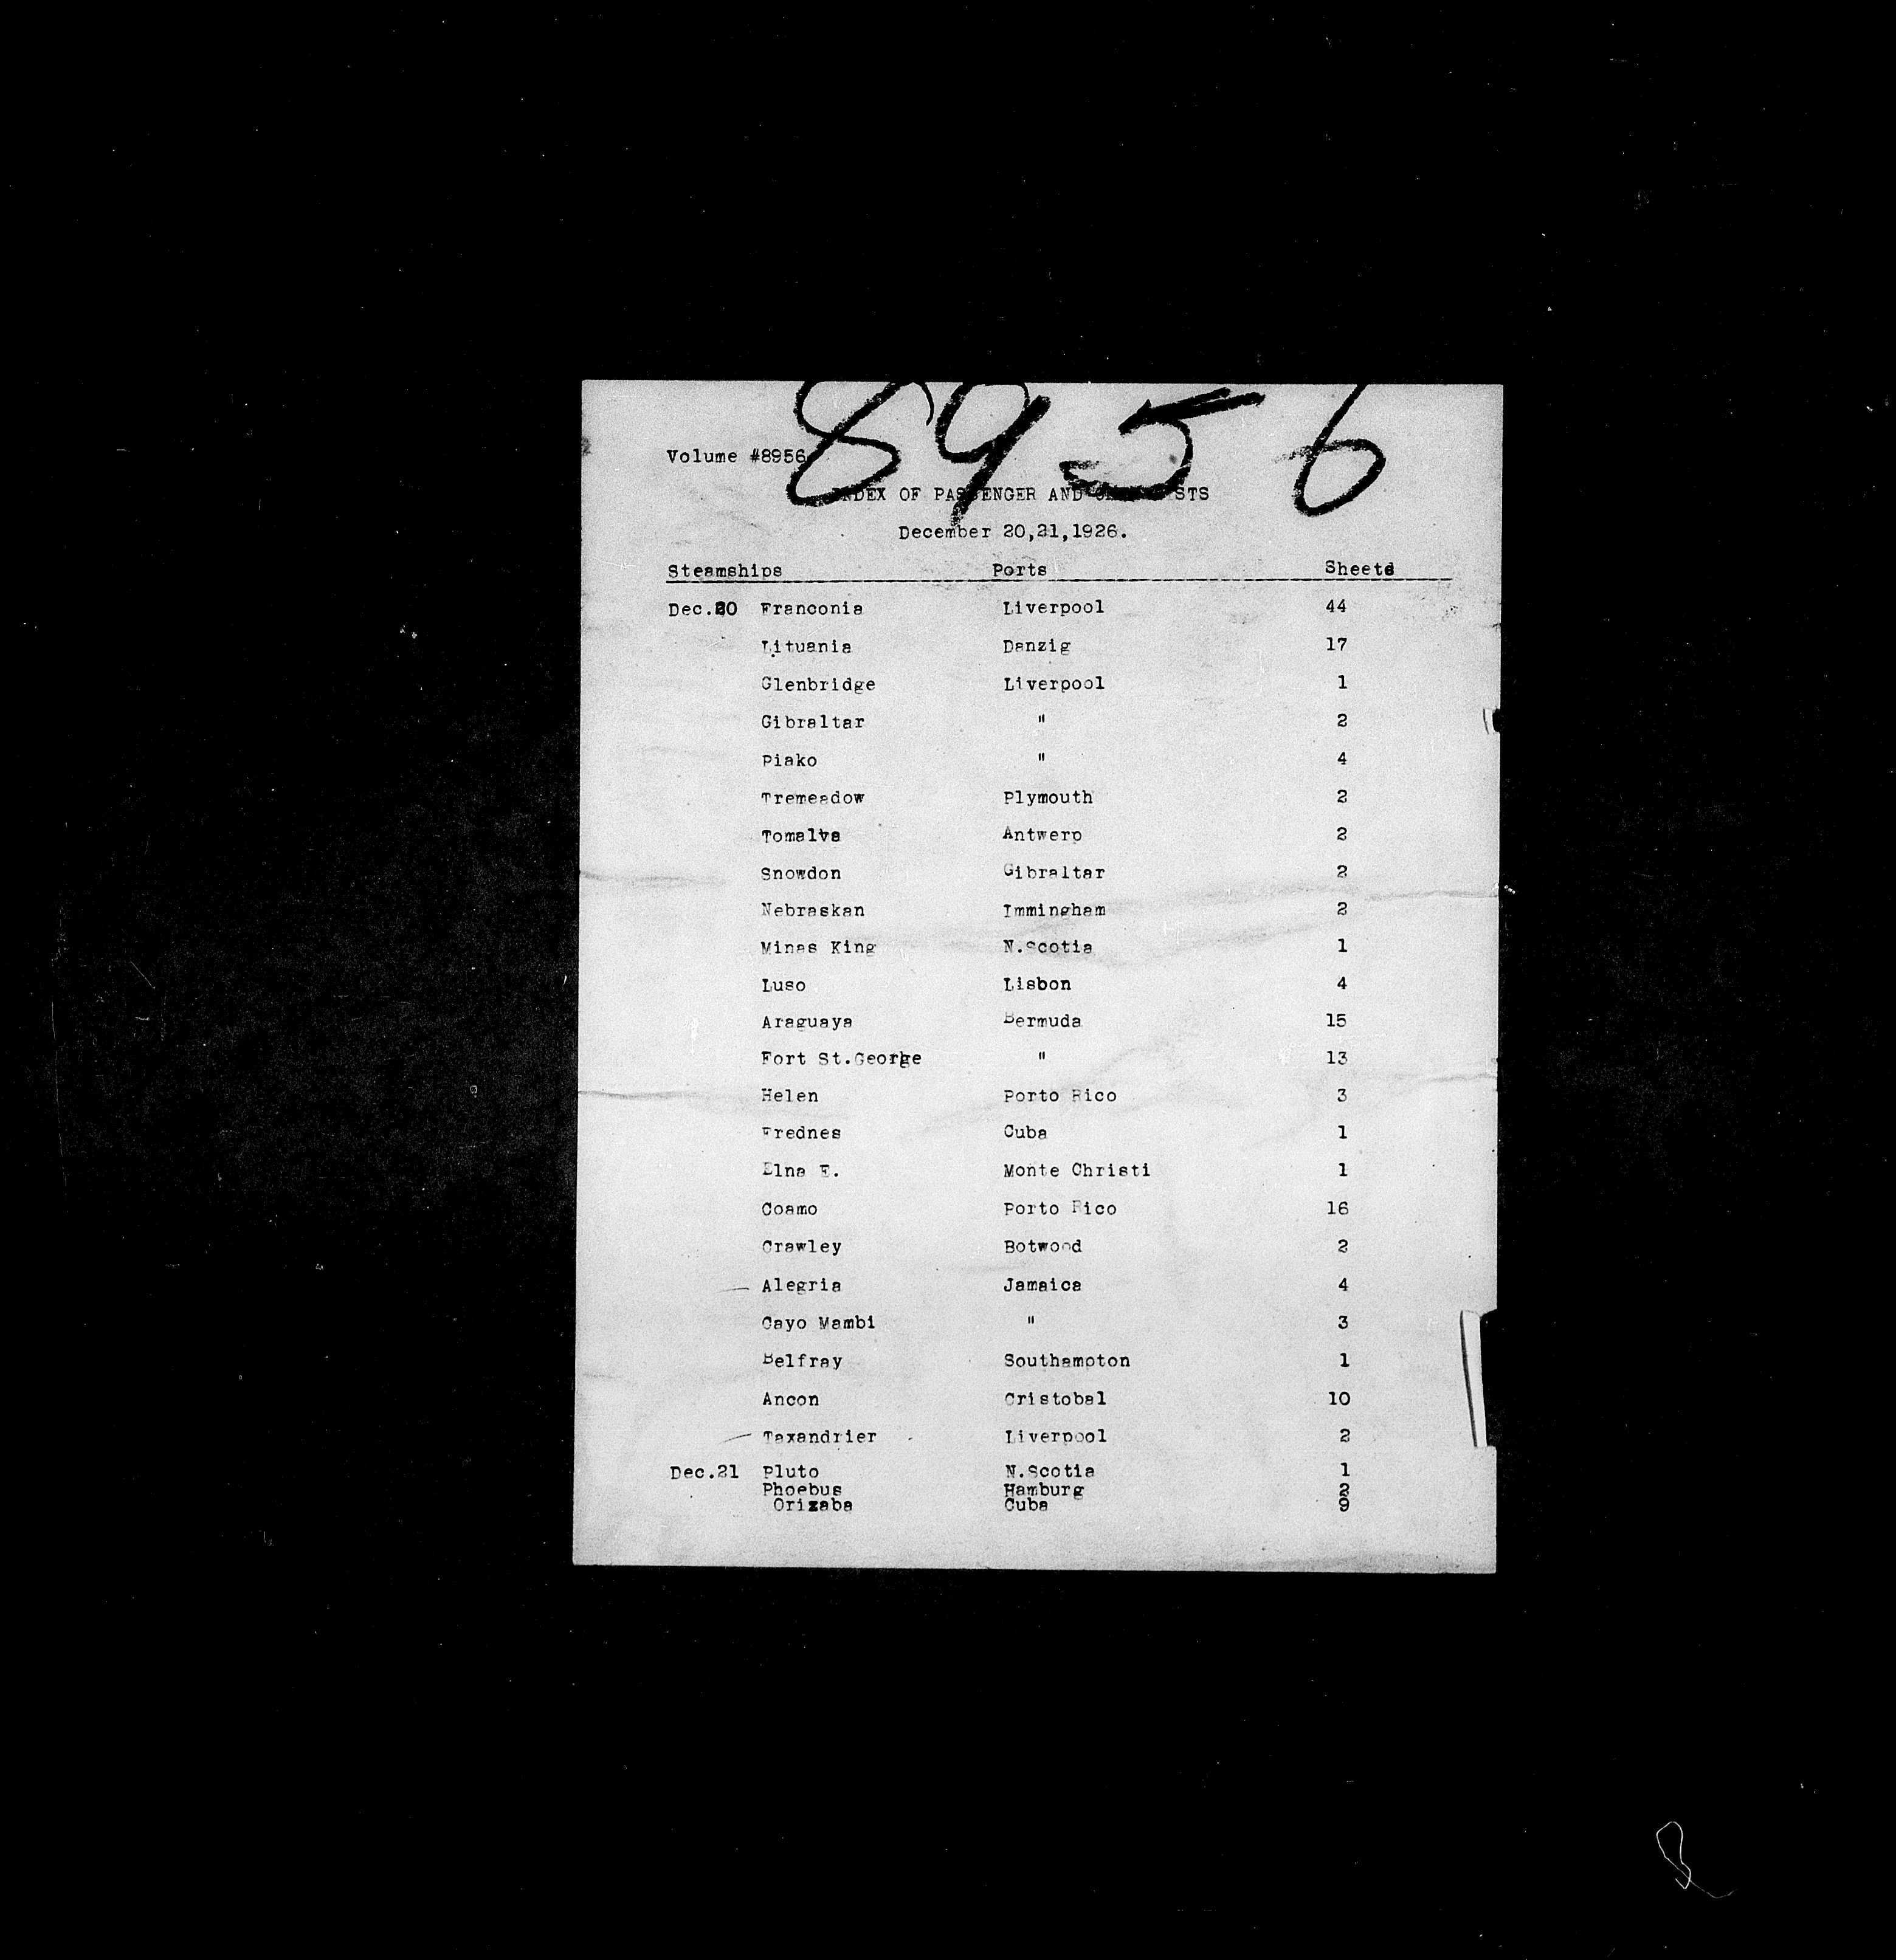 8956
Volume #8956
INDEX OF PASSENGER AND STS
December 20,21,1926.
Steamships Ports Sheets
Dec.20 Franconia Liverpool 44
Lituania Danzig 17
Glenbridge Liverpool 1
Gibraltar " 2
Piako " 4
Tremeadow Plymouth 2
Tomalva Antwerp 2
Snowdon Gibraltar 2
Nebraskan Immingham 2
Minas King N.Scotia 1
Luso Lisbon 4
Araguaya Bermuda 15
Fort St.George " 13
Helen Porto Rico 3
Frednes Cuba 1
Elna E. Monte Christi 1
Coamo Porto Rico 16
Crawley Botwood 2
Alegria Jamaica 4
Cayo Mambi " 3
Belfray Southampton 1
Ancon Cristobal 10
Taxandrier Liverpool 2
Dec.21 Pluto N.Scotia 1
Phoebus Hamburg 2
Orizaba Cuba 9